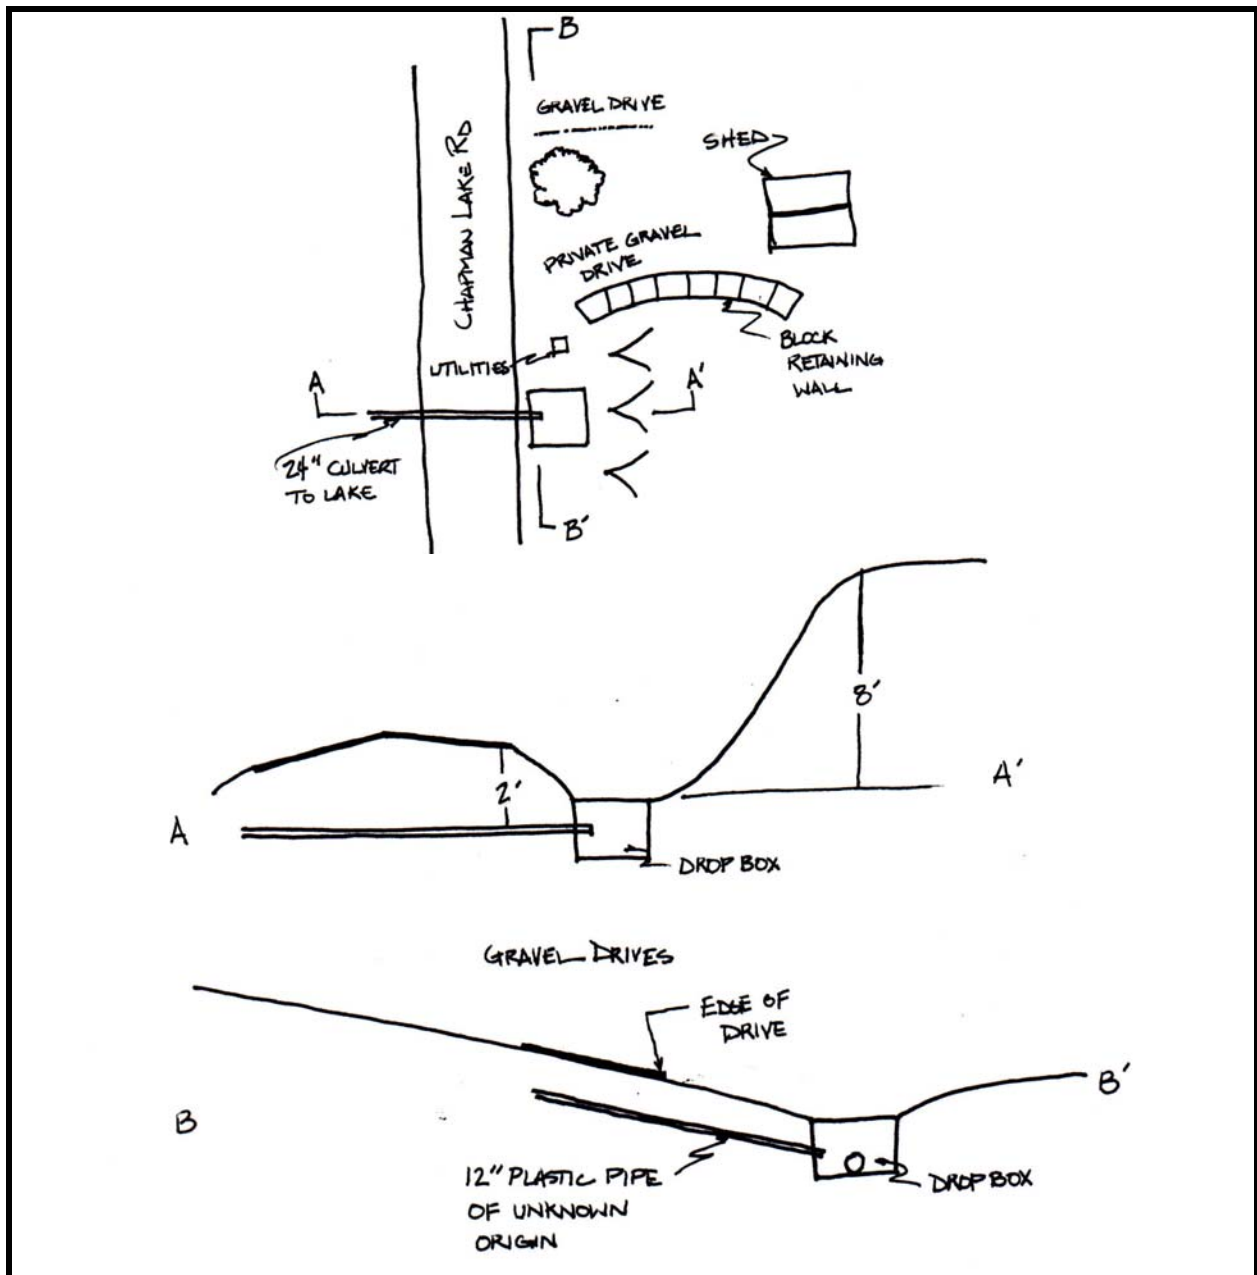 B
GRAVEL DRIVE
SHED
CHAPMAN LAKE RD
PRIVATE GRAVEL
DRIVE
BLOCK
RETAINING
WALL
UTILITIES
A
A'
24" CULVERT
TO LAKE
B'
8'
2'
A
A'
DROP BOX
GRAVEL DRIVES
EDGE OF
DRIVE
B
B'
12" PLASTIC PIPE
OF UNKNOWN
ORIGIN
DROP BOX